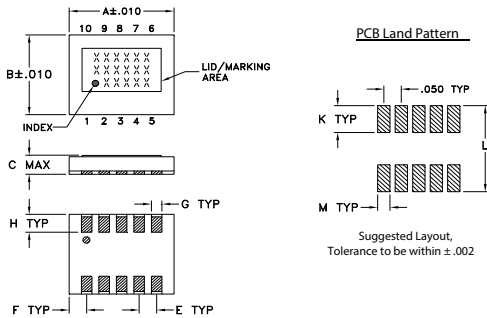 A±.010
10 9 8 7 6
B±.010
X X X X X X
X X X X X X
X X X X X X
X X X X X
LID/MARKING
AREA
INDEX
1 2 3 4 5
C MAX
G TYP
H TYP
F TYP
E TYP
PCB Land Pattern
.050 TYP
K TYP
L
M TYP
Suggested Layout,
Tolerance to be within ± .002